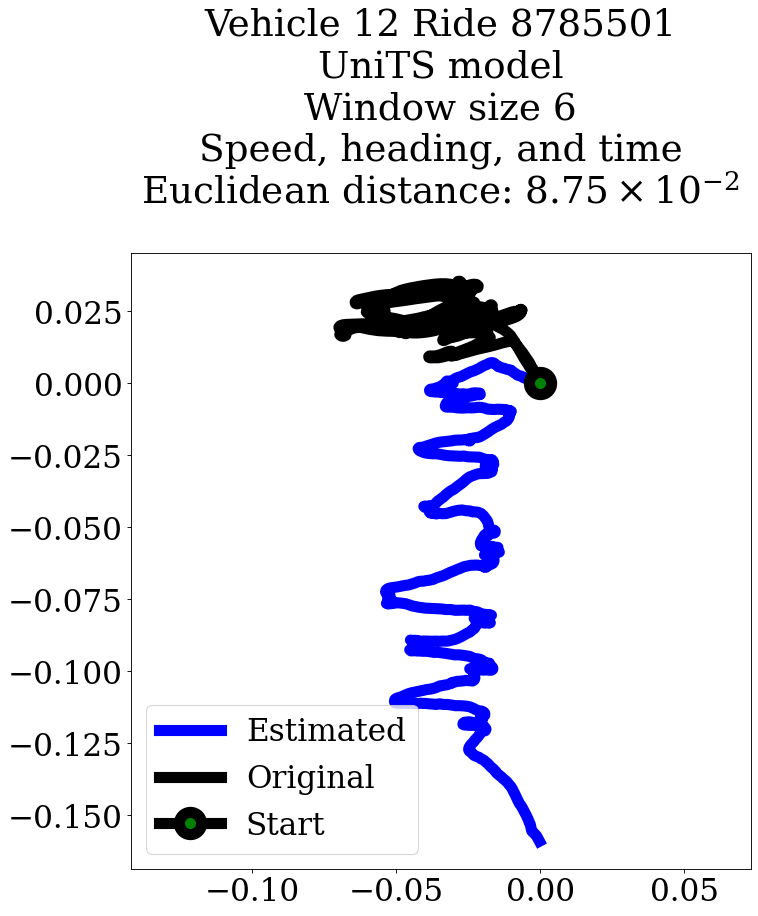 Vehicle 12 Ride 8785501
UniTS model
Window size 6
Speed, heading, and time
Euclidean distance: 8.75 × 10⁻²
0.025
0.000
−0.025
−0.050
−0.075
−0.100
−0.125
−0.150
Estimated
Original
Start
−0.10 −0.05 0.00 0.05